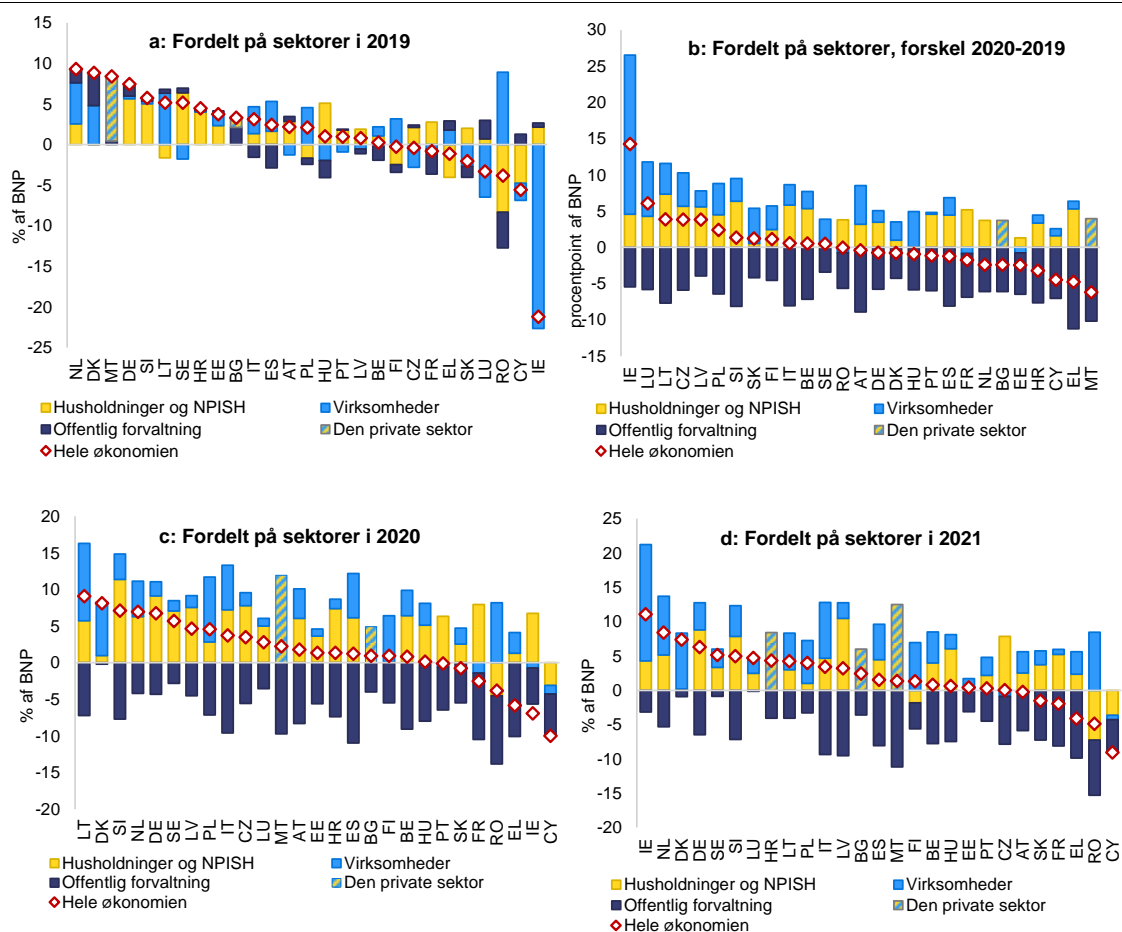 a: Fordelt på sektorer i 2019
15
10
5
0
-5
-10
-15
-20
-25
% af BNP
NL DK MT DE SI LT SE HR EE BG IT ES AT PL HU PT LV BE FI CZ FR EL SK LU RO CY IE
Husholdninger og NPISH Virksomheder
Offentlig forvaltning Den private sektor
Hele økonomien
b: Fordelt på sektorer, forskel 2020-2019
30
25
20
15
10
5
0
-5
-10
-15
procentpoint af BNP
IE LU LT CZ LV PL SI SK FI IT BE SE RO AT DE DK HU PT ES FR NL BG EE HR CY EL MT
Husholdninger og NPISH Virksomheder
Offentlig forvaltning Den private sektor
Hele økonomien
c: Fordelt på sektorer i 2020
20
15
10
5
0
-5
-10
-15
-20
% af BNP
LT DK SI NL DE SE LV PL IT CZ LU MT AT EE HR ES BG FI BE HU PT SK FR RO EL IE CY
Husholdninger og NPISH Virksomheder
Offentlig forvaltning Den private sektor
Hele økonomien
d: Fordelt på sektorer i 2021
25
20
15
10
5
0
-5
-10
-15
-20
% af BNP
IE NL DK DE SE SI LU HR LT PL IT LV BG ES MT FI BE HU EE PT CZ AT SK FR EL RO CY
Husholdninger og NPISH Virksomheder
Offentlig forvaltning Den private sektor
Hele økonomien